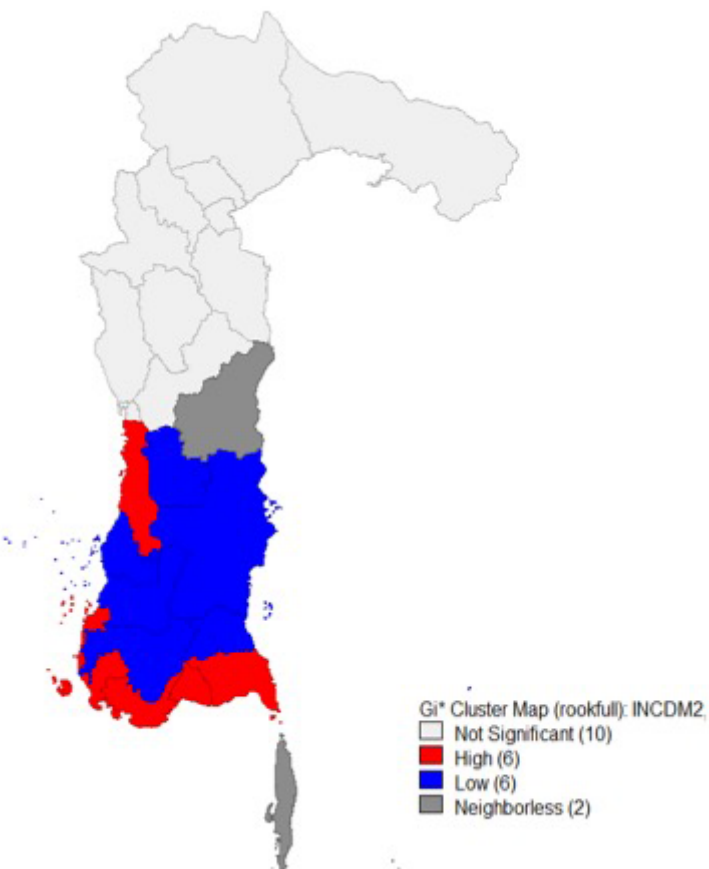 Gi* Cluster Map (rookfull): INCDM2,
Not Significant (10)
High (6)
Low (6)
Neighborless (2)